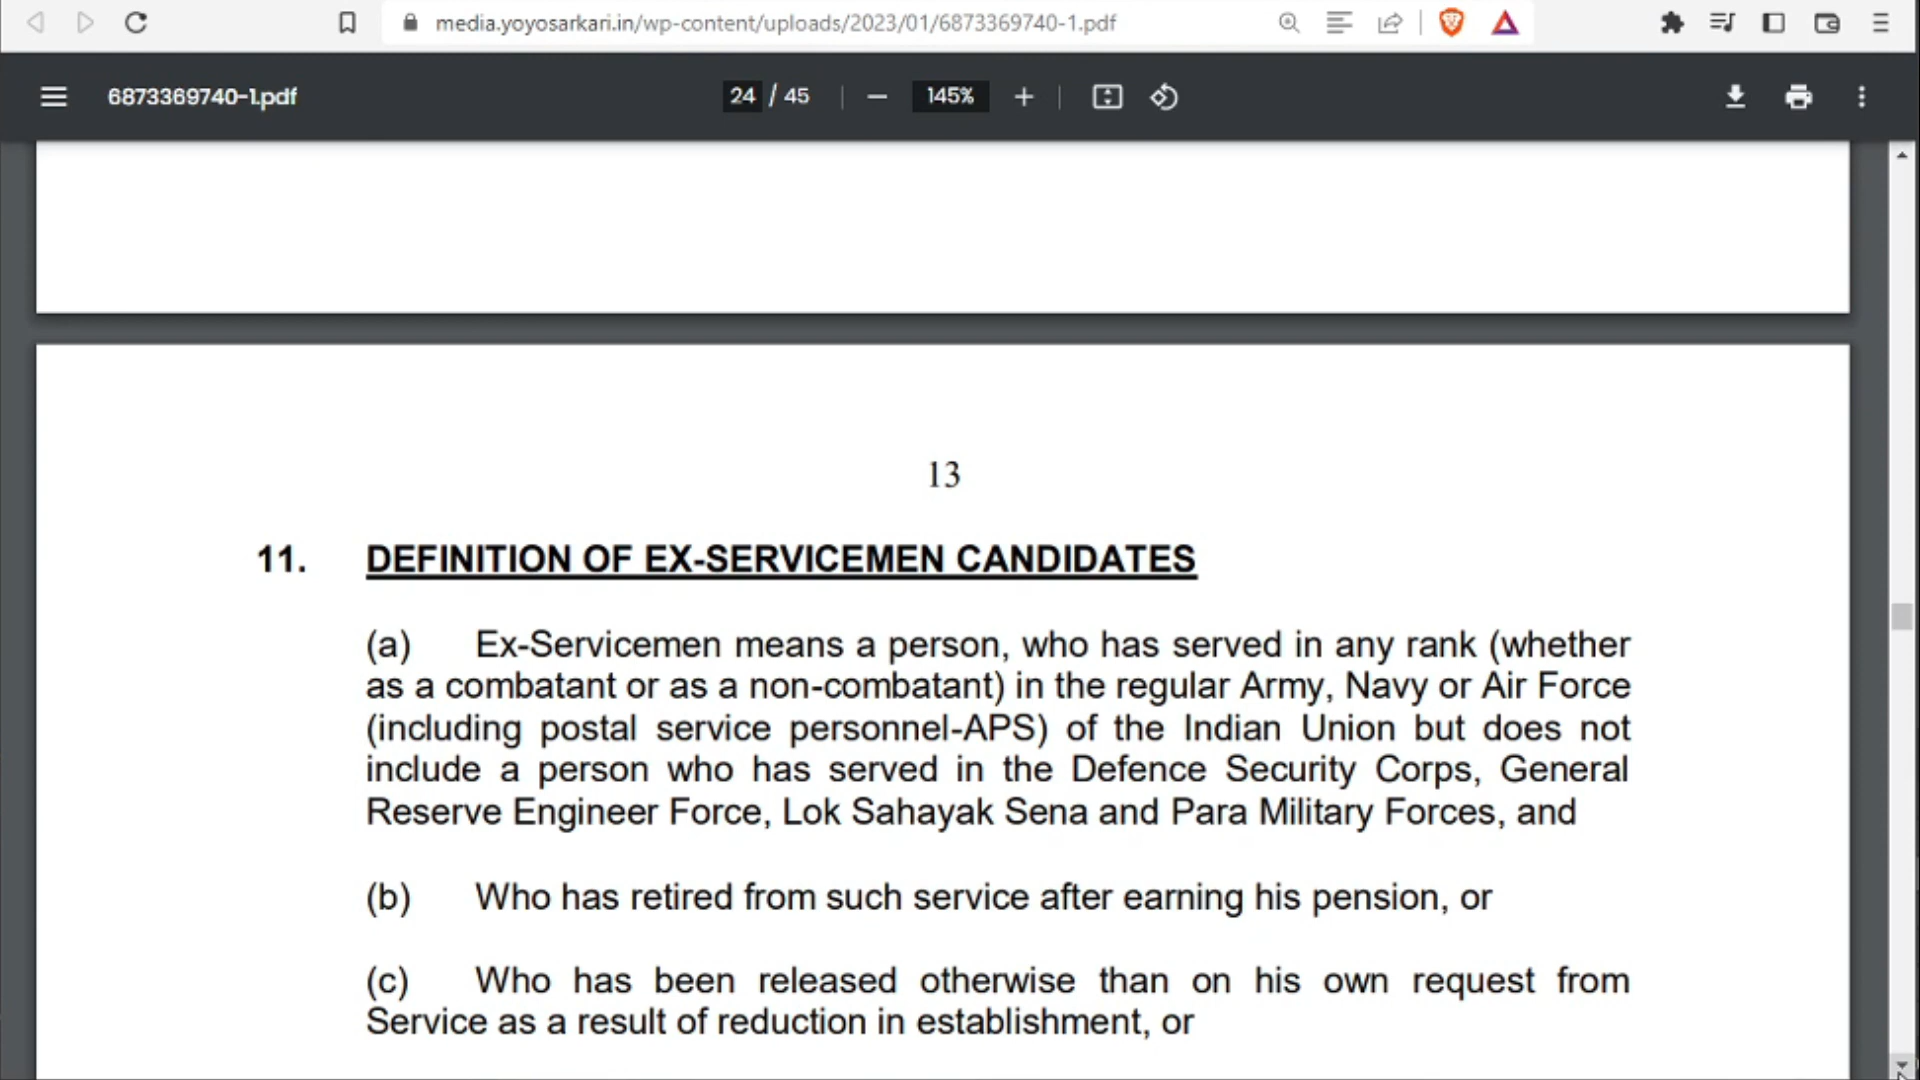 media.yoyosarkari.in/wp-content/uploads/2023/01/6873369740-1.pdf
6873369740-1.pdf
24 / 45
145%
13
11. DEFINITION OF EX-SERVICEMEN CANDIDATES
(a) Ex-Servicemen means a person, who has served in any rank (whether
as a combatant or as a non-combatant) in the regular Army, Navy or Air Force
(including postal service personnel-APS) of the Indian Union but does not
include a person who has served in the Defence Security Corps, General
Reserve Engineer Force, Lok Sahayak Sena and Para Military Forces, and
(b) Who has retired from such service after earning his pension, or
(c) Who has been released otherwise than on his own request from
Service as a result of reduction in establishment, or